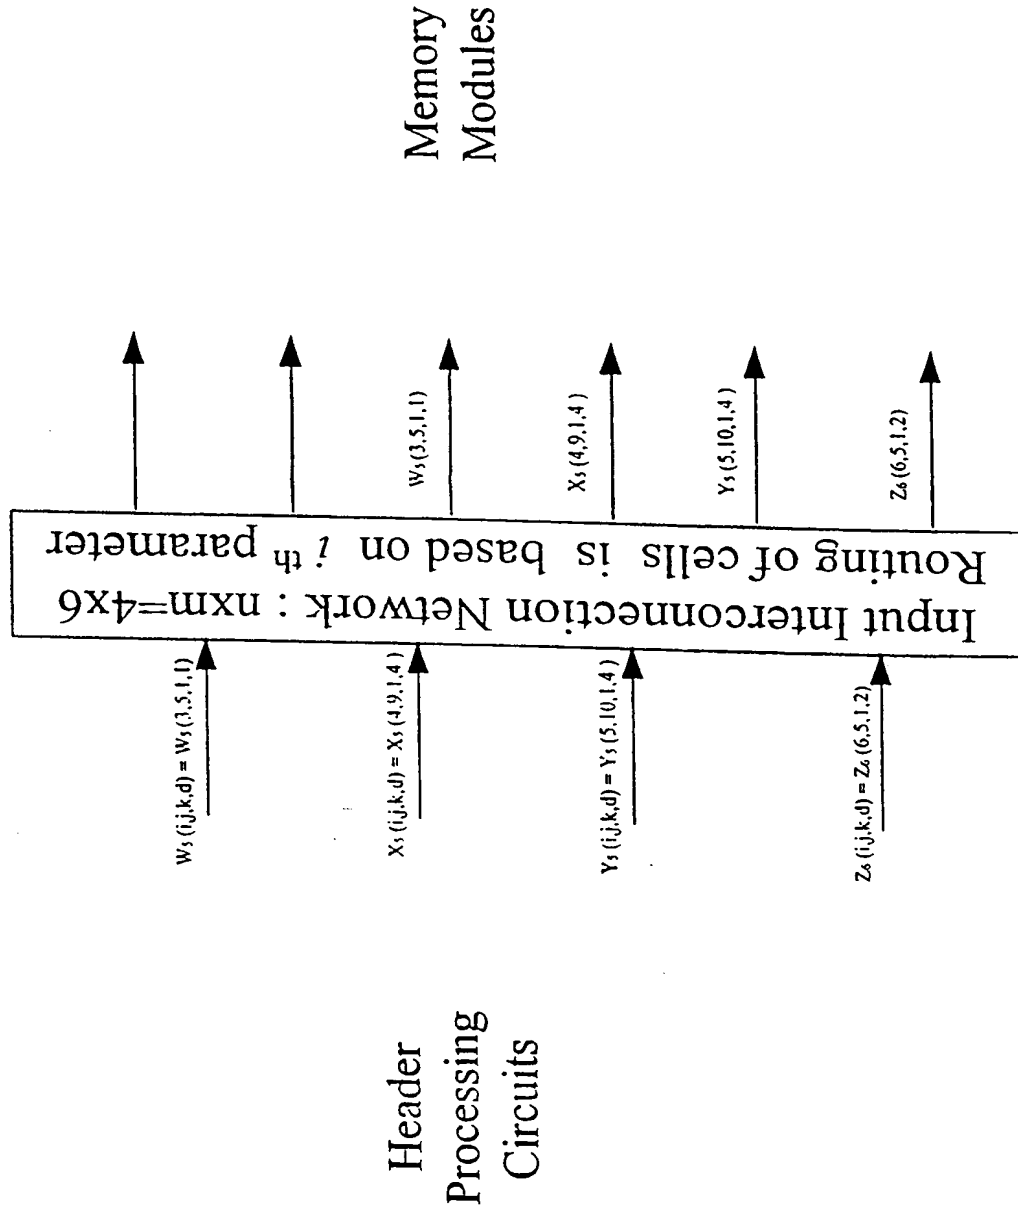 Header
Processing
Circuits
W5 (i,j,k,d) = W5 (3,5,1,1)
X5 (i,j,k,d) = X5 (4,9,1,4)
Y5 (i,j,k,d) = Y5 (5,10,1,4)
Z6 (i,j,k,d) = Z6 (6,5,1,2)
Input Interconnection Network : nxm=4x6
Routing of cells is based on i th parameter
W5 (3,5,1,1)
X5 (4,9,1,4)
Y5 (5,10,1,4)
Z6 (6,5,1,2)
Memory
Modules